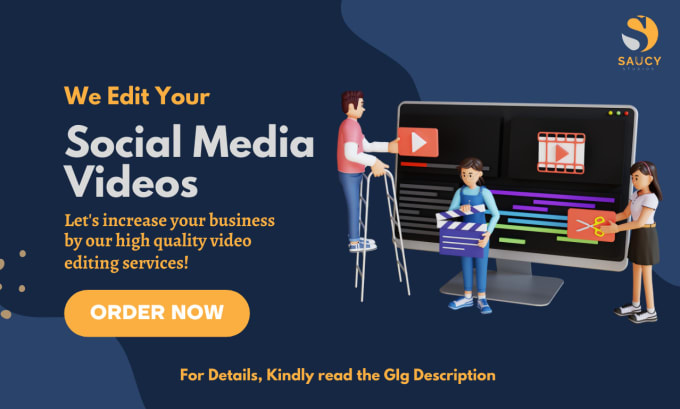 SAUCY
STUDIOS
We Edit Your
Social Media
Videos
Let's increase your business
by our high quality video
editing services!
ORDER NOW
For Details, Kindly read the GIg Description